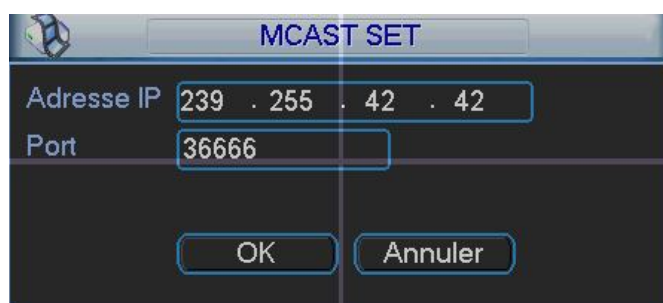 MCAST SET
Adresse IP 239 . 255 . 42 . 42
Port 36666
OK Annuler